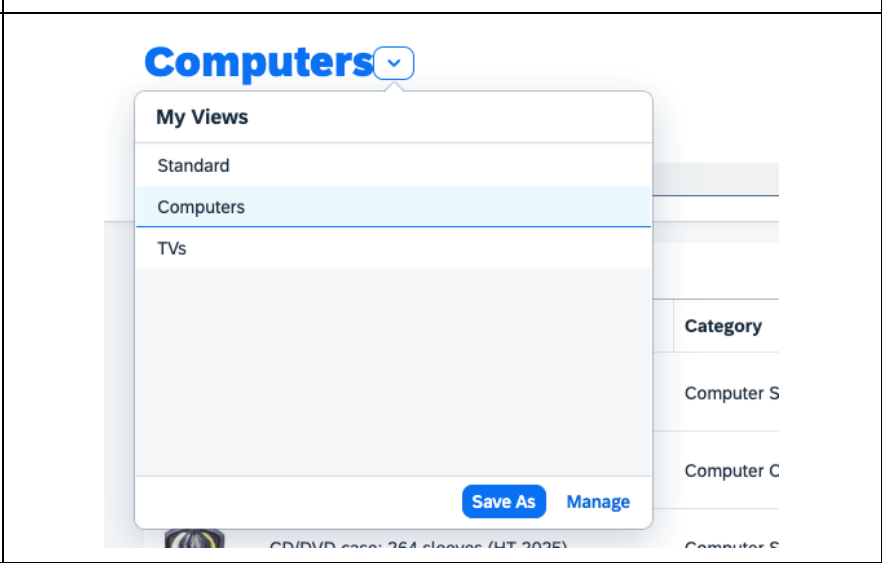 Computers
My Views
Standard
Computers
TVs
Category
Computer S
Computer C
Save As Manage
CD/DVD case: 264 sleeves (HT-2025)
Computer S